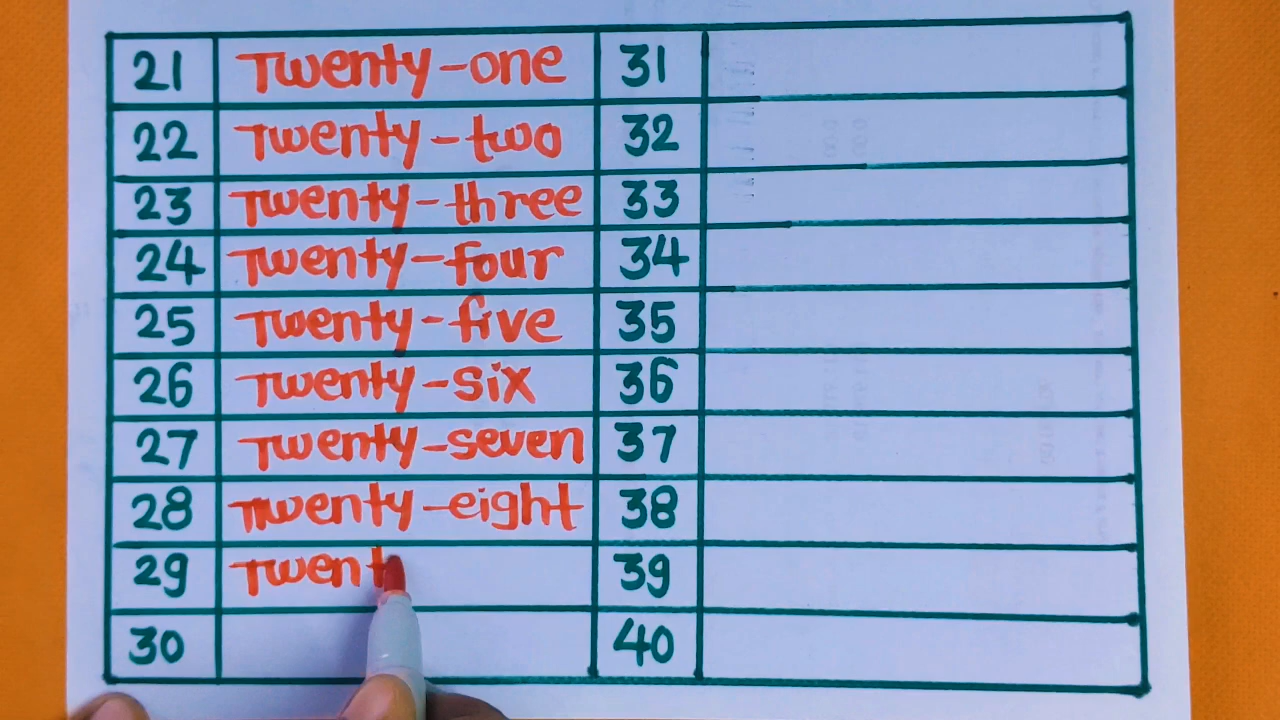 21 Twenty-one 31
22 Twenty-two 32
23 Twenty-three 33
24 Twenty-four 34
25 Twenty-five 35
26 Twenty-six 36
27 Twenty-seven 37
28 Twenty-eight 38
29 Twent 39
30 40